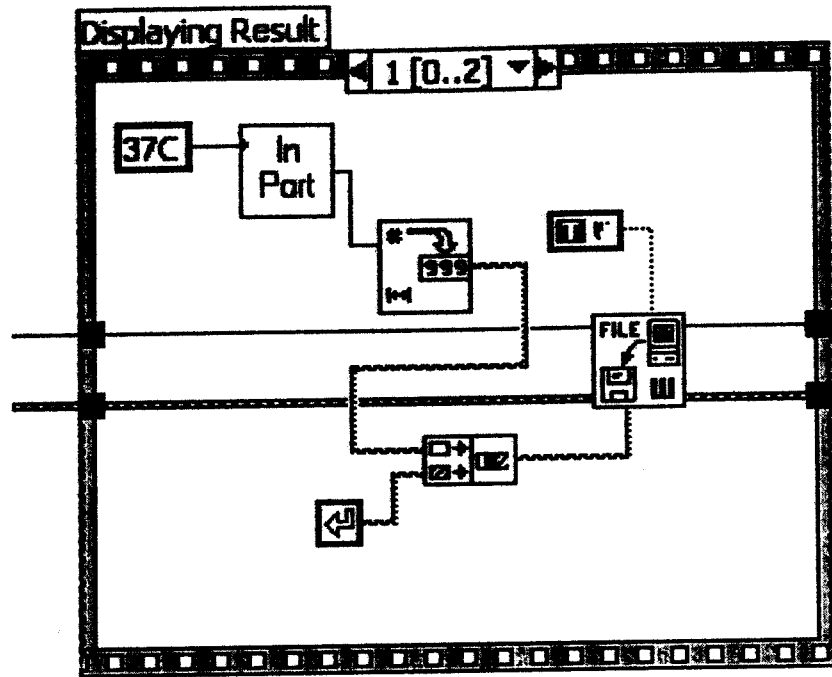 Displaying Result
1 [0..2]
37C
In
Port
999
T
FILE